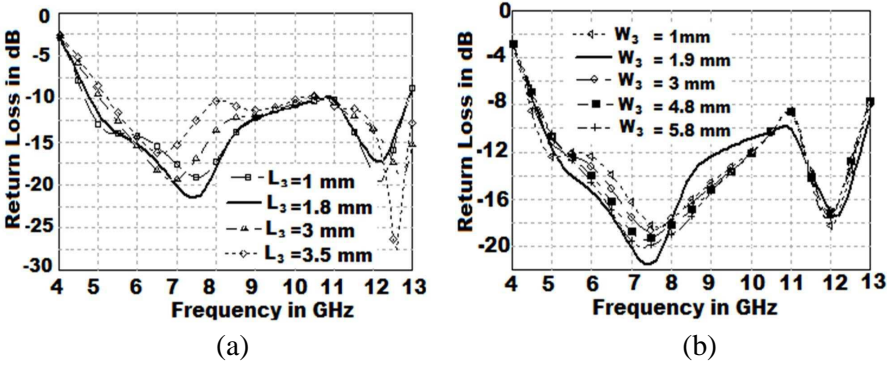 (a)
Return Loss in dB
0
-5
-10
-15
-20
-25
-30
L3=1 mm
L3=1.8 mm
L3=3 mm
L3=3.5 mm
4 5 6 7 8 9 10 11 12 13
Frequency in GHz
(a)
(b)
Return Loss in dB
0
-4
-8
-12
-16
-20
W3 = 1mm
W3 = 1.9 mm
W3 = 3 mm
W3 = 4.8 mm
W3 = 5.8 mm
4 5 6 7 8 9 10 11 12 13
Frequency in GHz
(b)